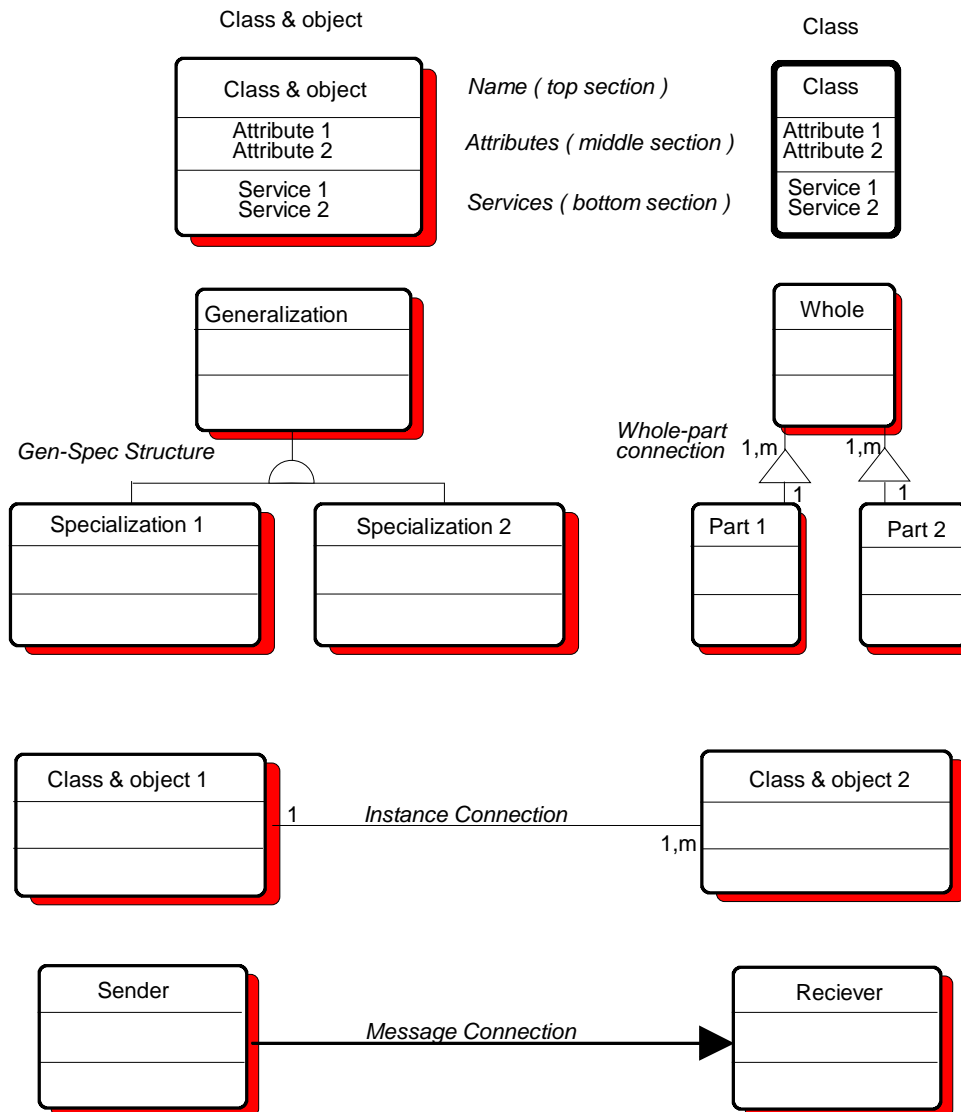 Class & object
Class
Class & object
Name ( top section )
Class
Attribute 1
Attribute 2
Attributes ( middle section )
Attribute 1
Attribute 2
Service 1
Service 2
Services ( bottom section )
Service 1
Service 2
Generalization
Whole
Gen-Spec Structure
Whole-part
connection
1,m
1,m
1
1
Specialization 1
Specialization 2
Part 1
Part 2
Class & object 1
Class & object 2
1
Instance Connection
1,m
Sender
Reciever
Message Connection